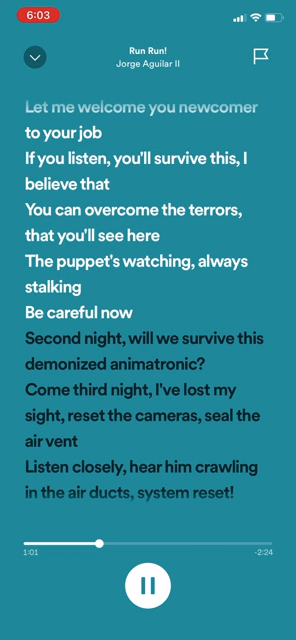 6:03
Run Run!
Jorge Aguilar II
Let me welcome you newcomer
to your job
If you listen, you'll survive this, I
believe that
You can overcome the terrors,
that you'll see here
The puppet's watching, always
stalking
Be careful now
Second night, will we survive this
demonized animatronic?
Come third night, I've lost my
sight, reset the cameras, seal the
air vent
Listen closely, hear him crawling
in the air ducts, system reset!
1:01
-2:24